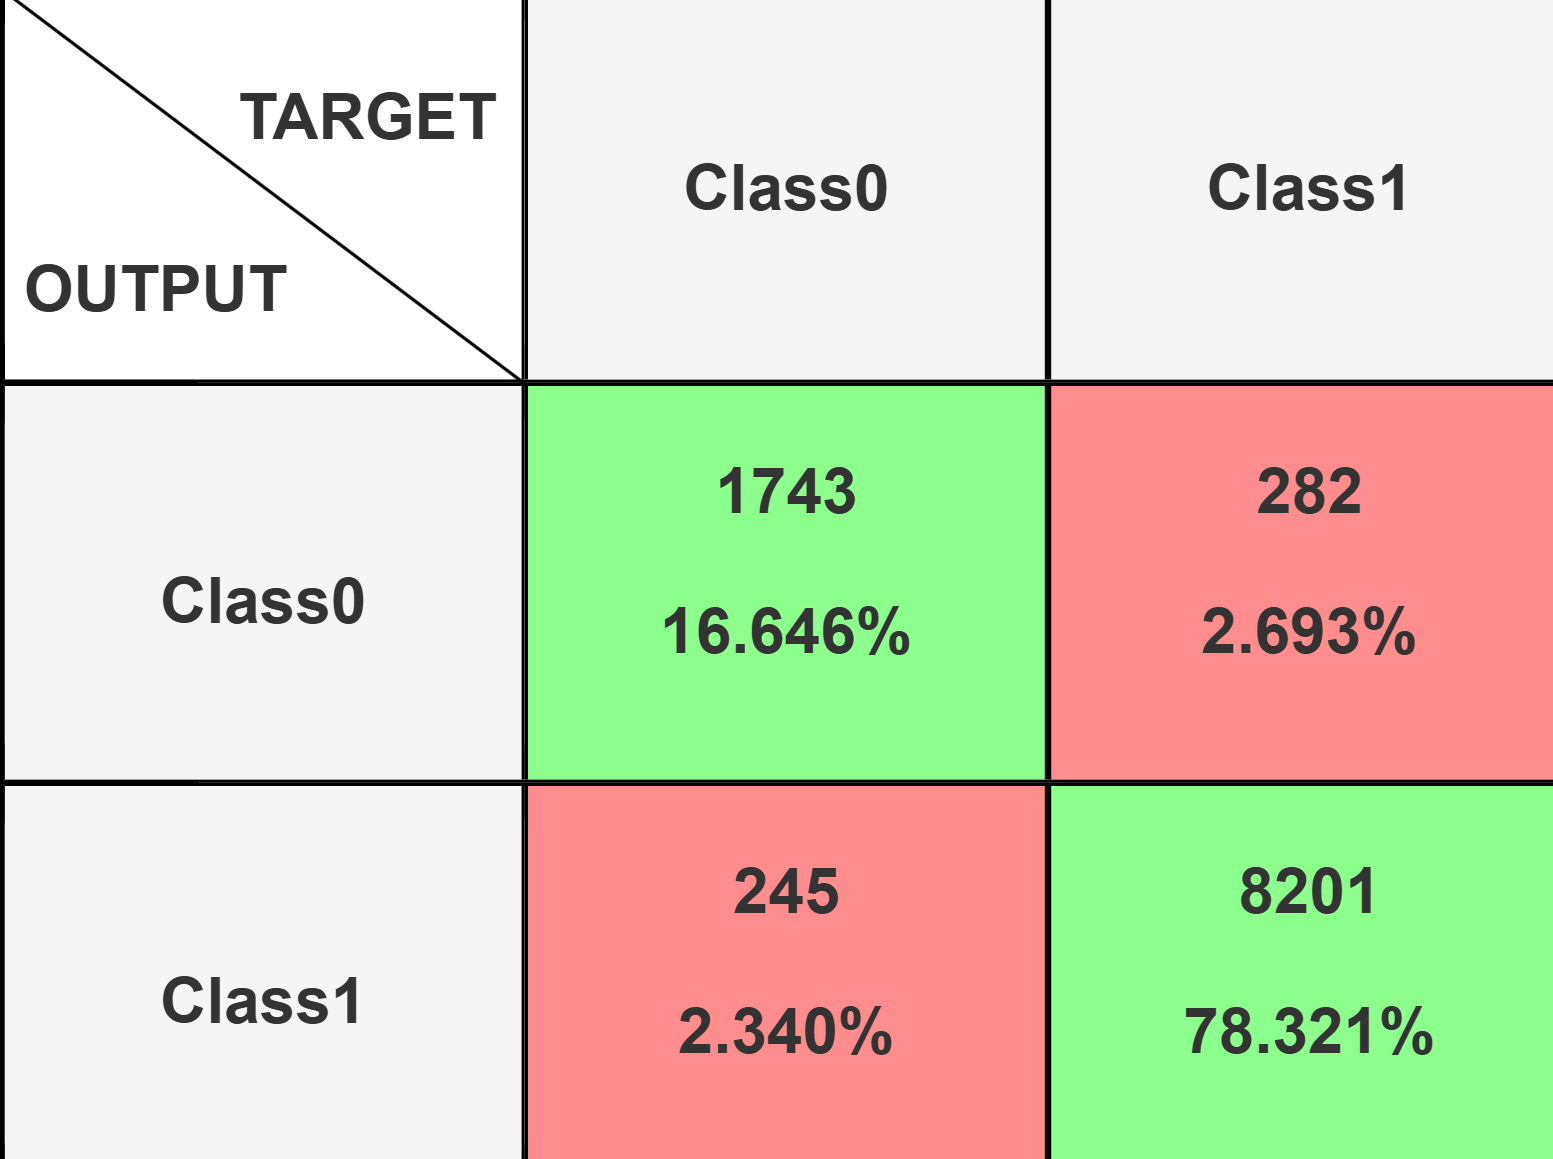 TARGET
OUTPUT
Class0
Class1
Class0
1743
16.646%
282
2.693%
Class1
245
2.340%
8201
78.321%